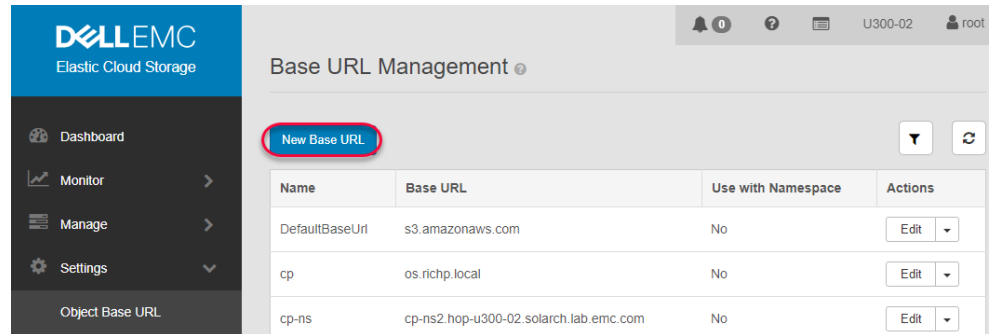 DELLEMC
Elastic Cloud Storage
0
U300-02
root
Base URL Management
Dashboard
Monitor
Manage
Settings
Object Base URL
New Base URL
Name Base URL Use with Namespace Actions
DefaultBaseUrl s3.amazonaws.com No Edit
cp os.richp.local No Edit
cp-ns cp-ns2.hop-u300-02.solarch.lab.emc.com No Edit